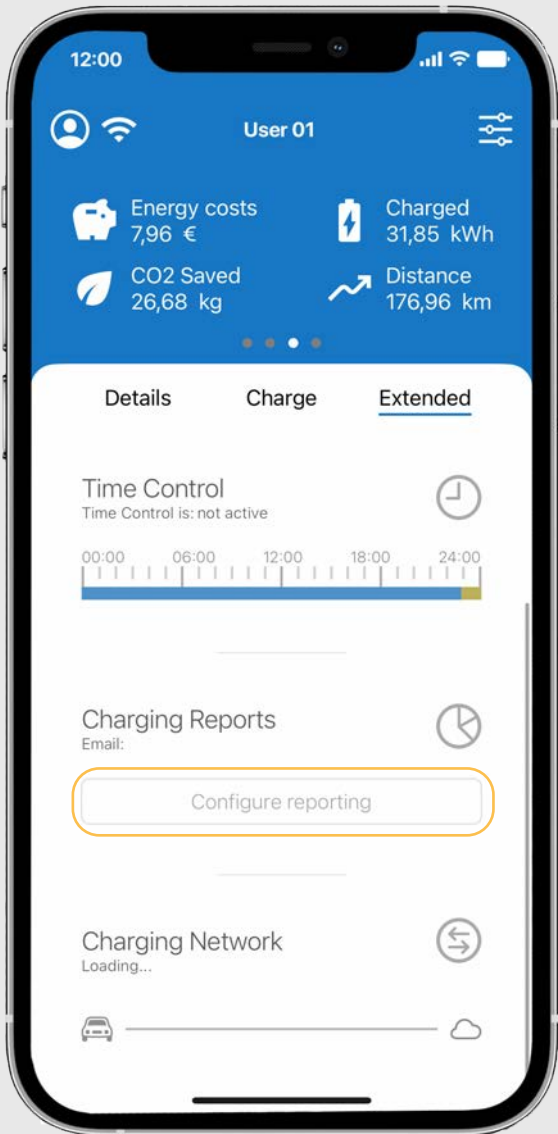 12:00
User 01
Energy costs
7,96 €
Charged
31,85 kWh
CO2 Saved
26,68 kg
Distance
176,96 km
Details Charge Extended
Time Control
Time Control is: not active
00:00 06:00 12:00 18:00 24:00
Charging Reports
Email:
Configure reporting
Charging Network
Loading...